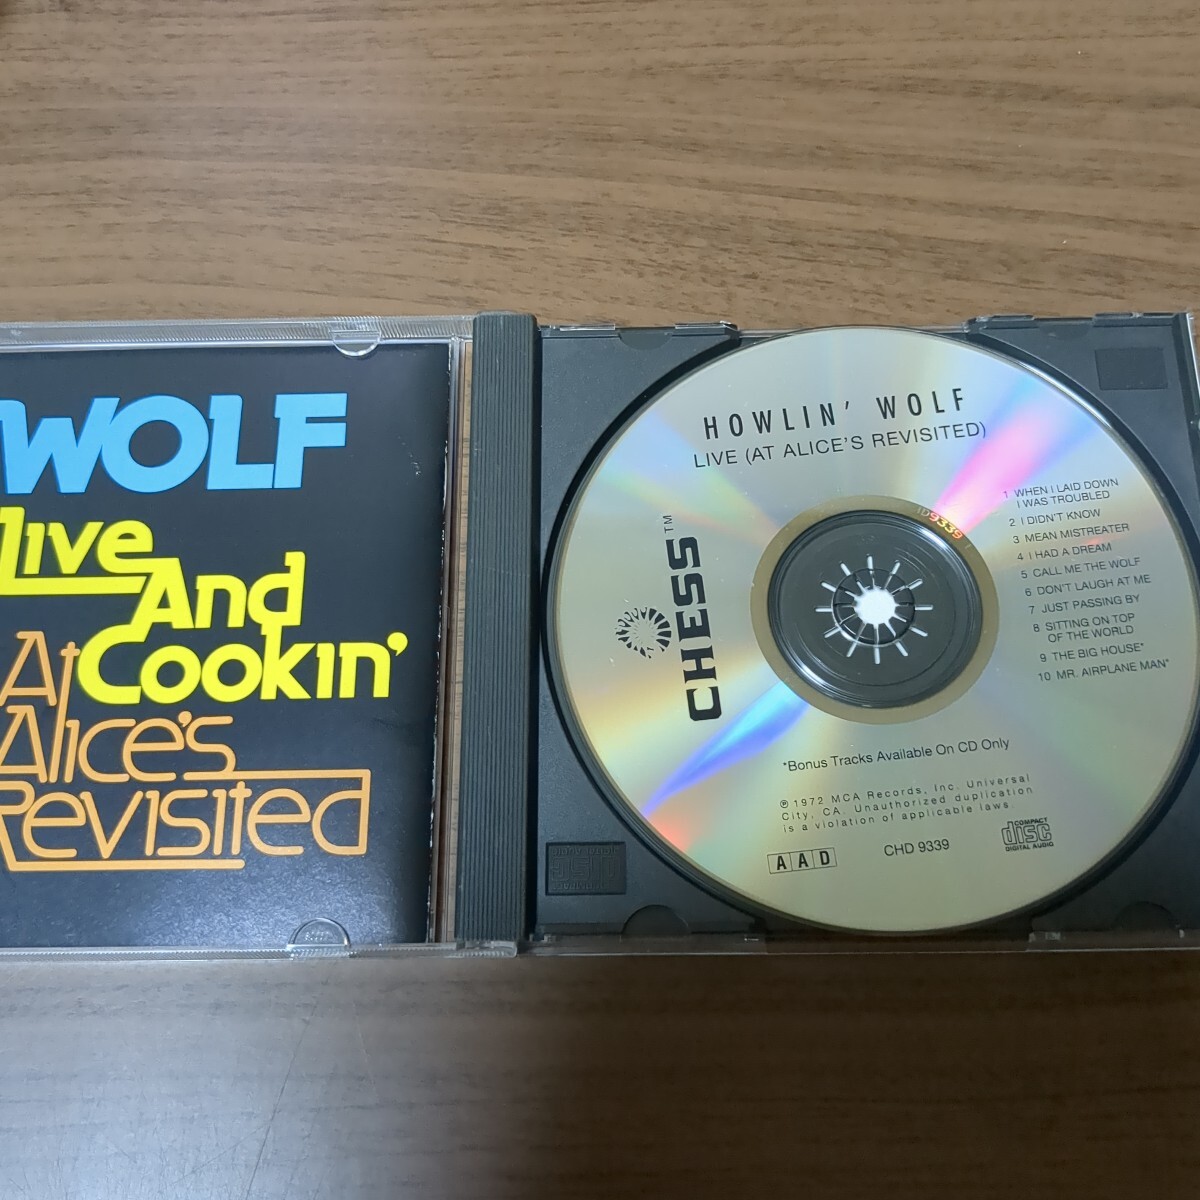 WOLF
Live
And
Cookin'
At
Alice's
Revisited
HOWLIN' WOLF
LIVE (AT ALICE'S REVISITED)
CHESS™
1 WHEN I LAID DOWN
I WAS TROUBLED
2 I DIDN'T KNOW
3 MEAN MISTREATER
4 I HAD A DREAM
5 CALL ME THE WOLF
6 DON'T LAUGH AT ME
7 JUST PASSING BY
8 SITTING ON TOP
OF THE WORLD
9 THE BIG HOUSE*
10 MR. AIRPLANE MAN*
*Bonus Tracks Available On CD Only
℗ 1972 MCA Records, Inc. Universal
City, CA. Unauthorized duplication
is a violation of applicable laws.
AAD
CHD 9339
COMPACT
disc
DIGITAL AUDIO